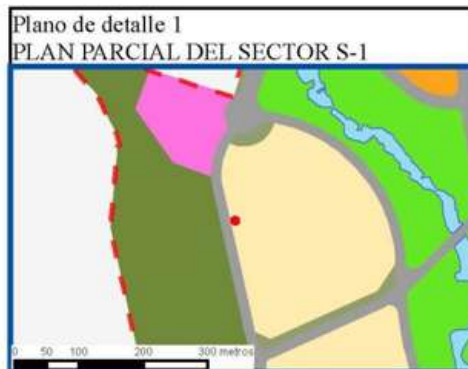 Plano de detalle 1
PLAN PARCIAL DEL SECTOR S-1
0 50 100 200 300 metros